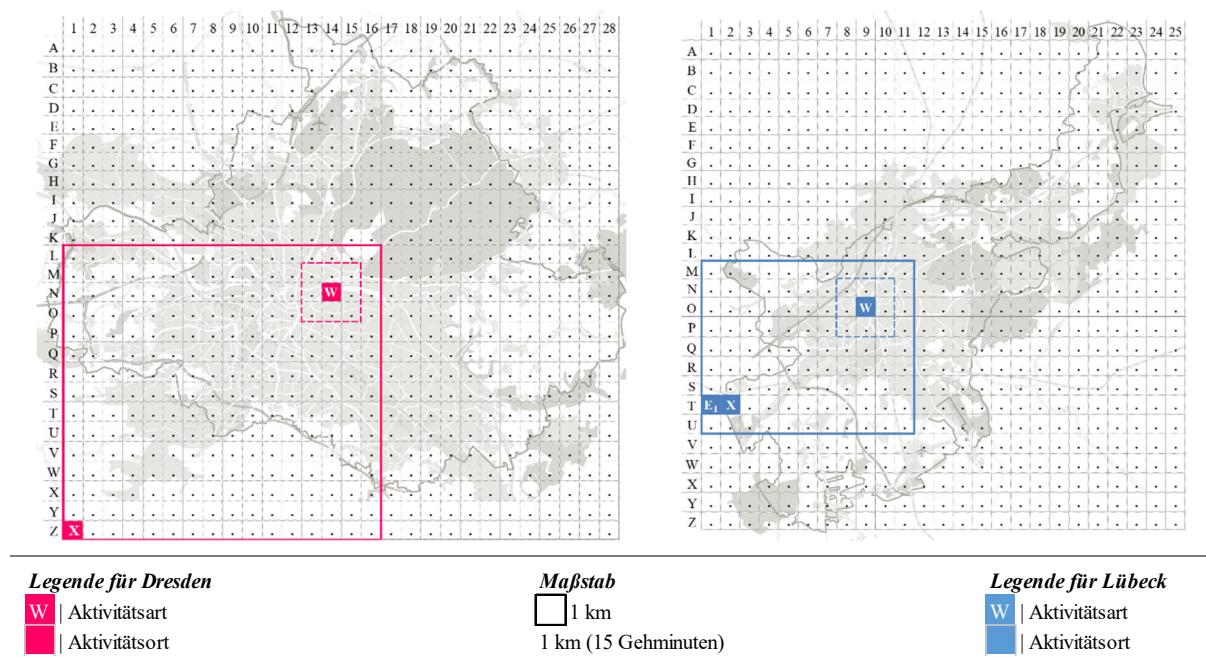 1 2 3 4 5 6 7 8 9 10 11 12 13 14 15 16 17 18 19 20 21 22 23 24 25 26 27 28
A
B
C
D
E
F
G
H
I
J
K
L
M
N W
O
P
Q
R
S
T
U
V
W
X
Y
Z X
1 2 3 4 5 6 7 8 9 10 11 12 13 14 15 16 17 18 19 20 21 22 23 24 25
A
B
C
D
E
F
G
H
I
J
K
L
M
N
O W
P
Q
R
S
T E₁ X
U
V
W
X
Y
Z
Legende für Dresden
W | Aktivitätsart
| Aktivitätsort
Maßstab
1 km
1 km (15 Gehminuten)
Legende für Lübeck
W | Aktivitätsart
| Aktivitätsort